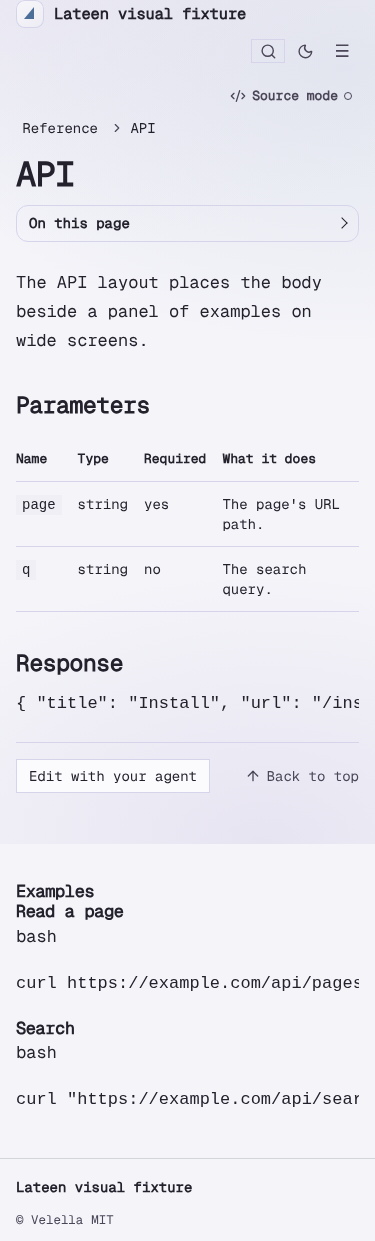 Lateen visual fixture
Source mode
Reference > API
API
On this page
The API layout places the body
beside a panel of examples on
wide screens.
Parameters
Name Type Required What it does
page string yes The page's URL
path.
q string no The search
query.
Response
{ "title": "Install", "url": "/ins
Edit with your agent
↑ Back to top
Examples
Read a page
bash
curl https://example.com/api/pages
Search
bash
curl "https://example.com/api/sear
Lateen visual fixture
© Velella MIT